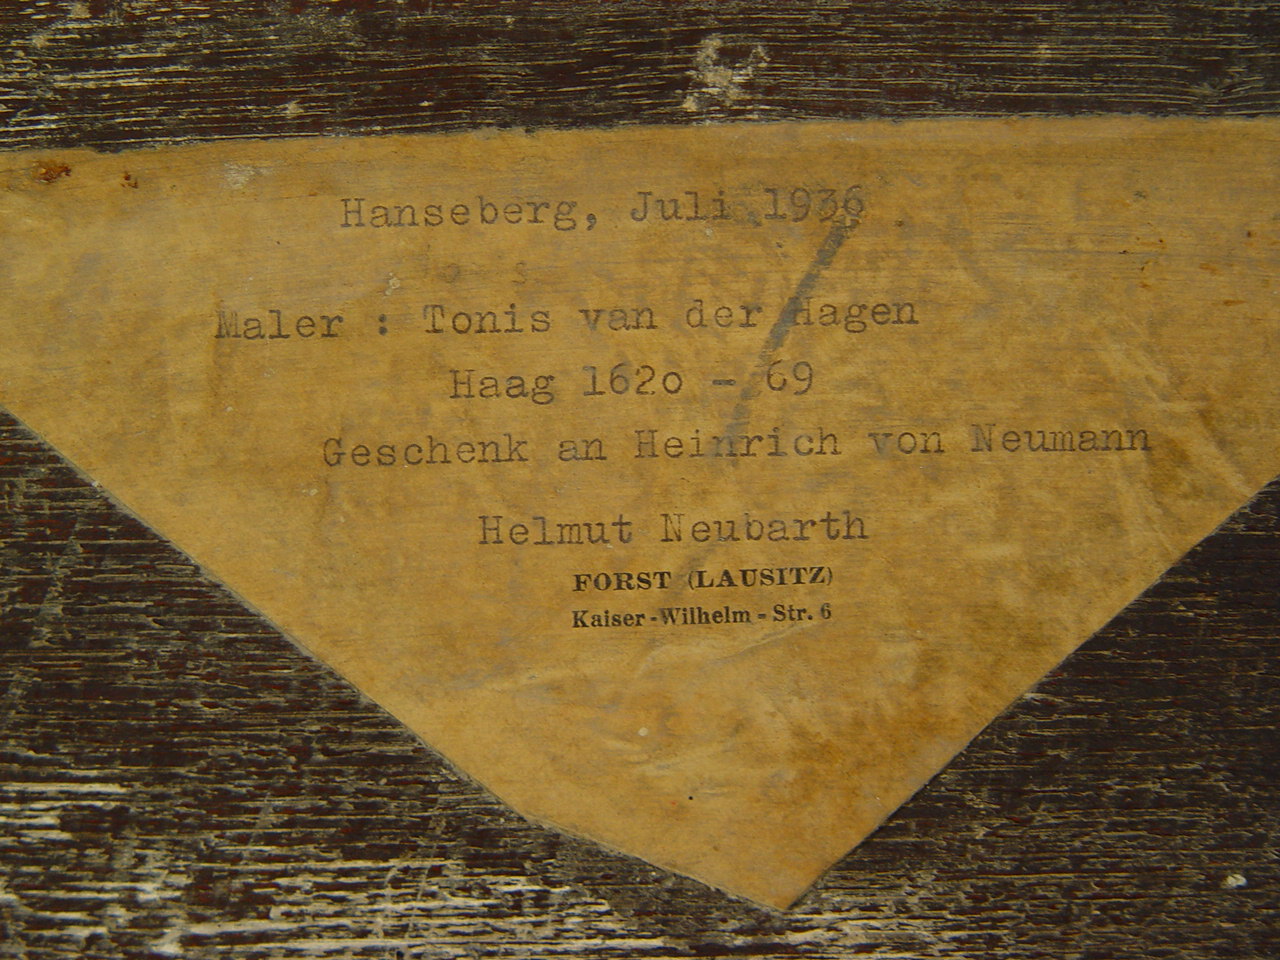 Hanseberg, Juli 1936
Maler : Tonis van der Hagen
Haag 1620 - 69
Geschenk an Heinrich von Neumann
Helmut Neubarth
FORST (LAUSITZ)
Kaiser-Wilhelm-Str. 6